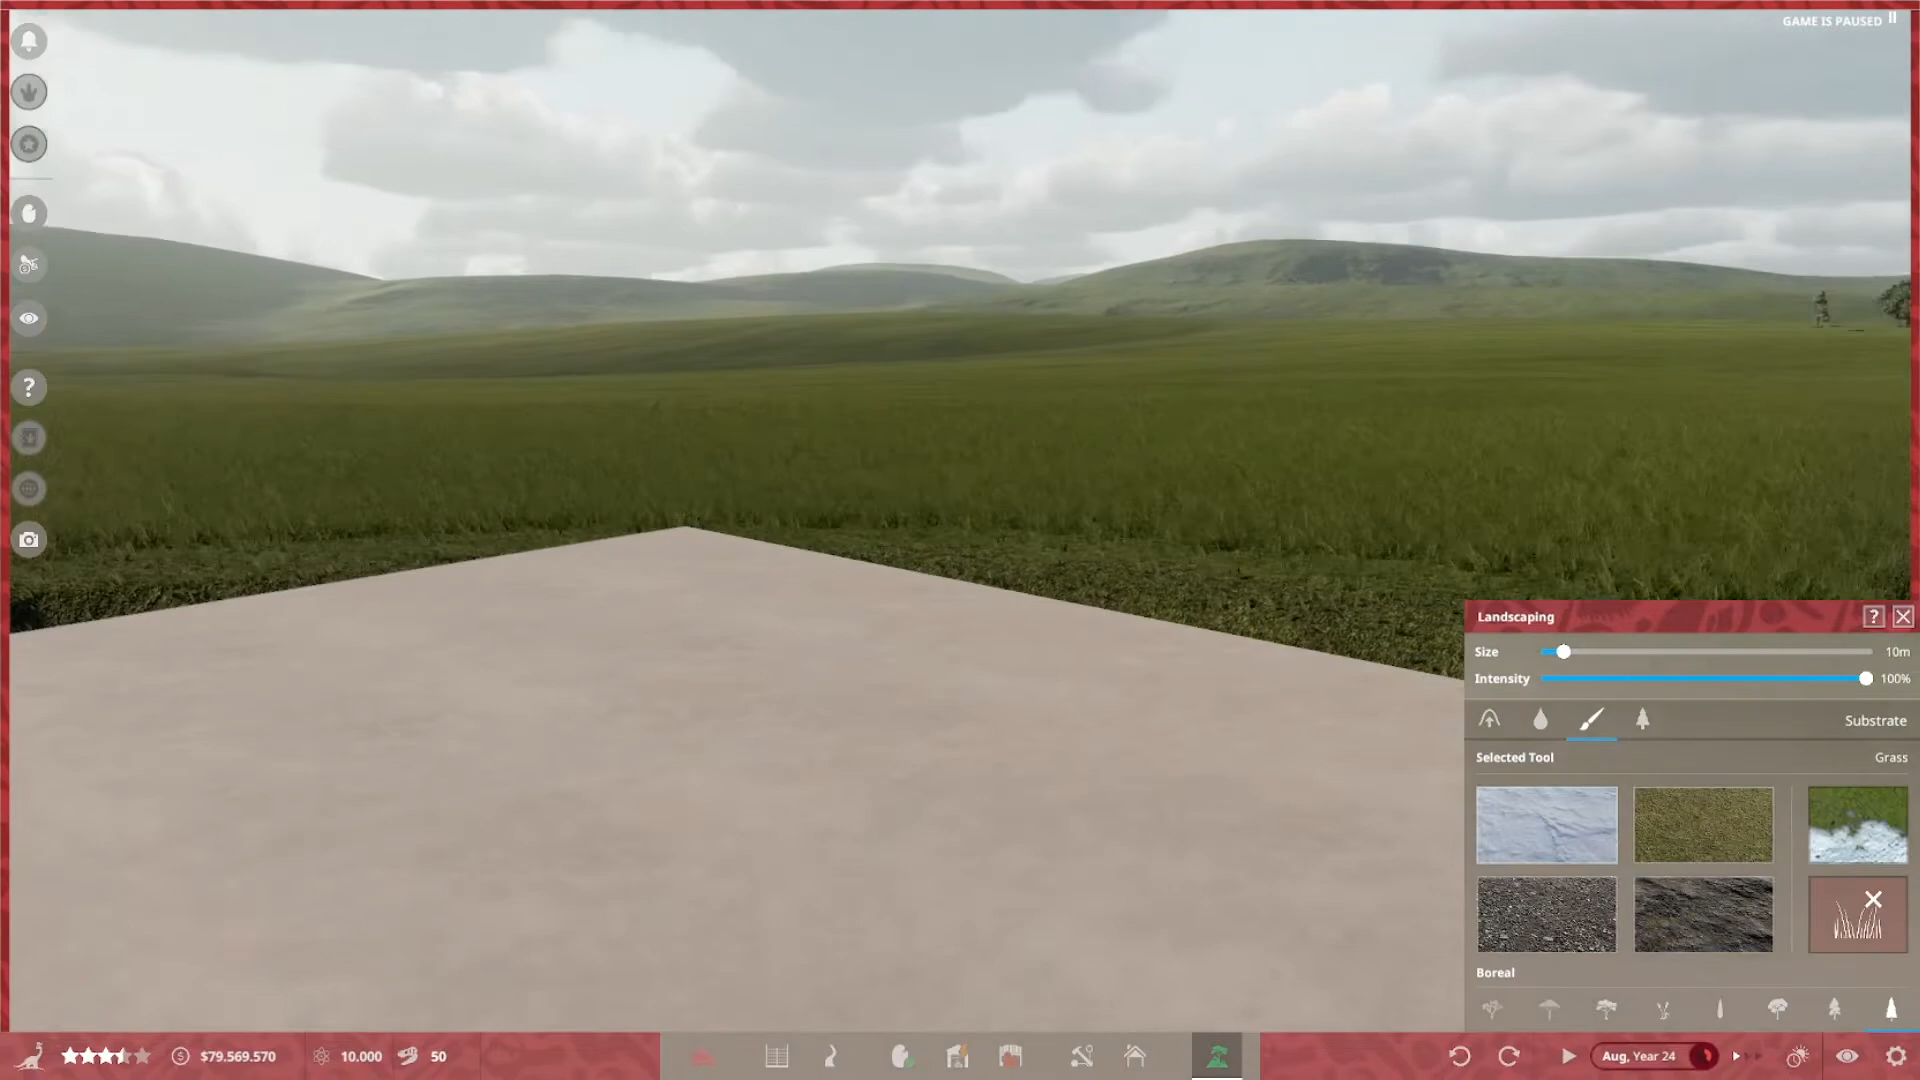 GAME IS PAUSED
?
Landscaping
?
Size 10m
Intensity 100%
Substrate
Selected Tool Grass
Boreal
$79.569.570 10.000 50
Aug, Year 24